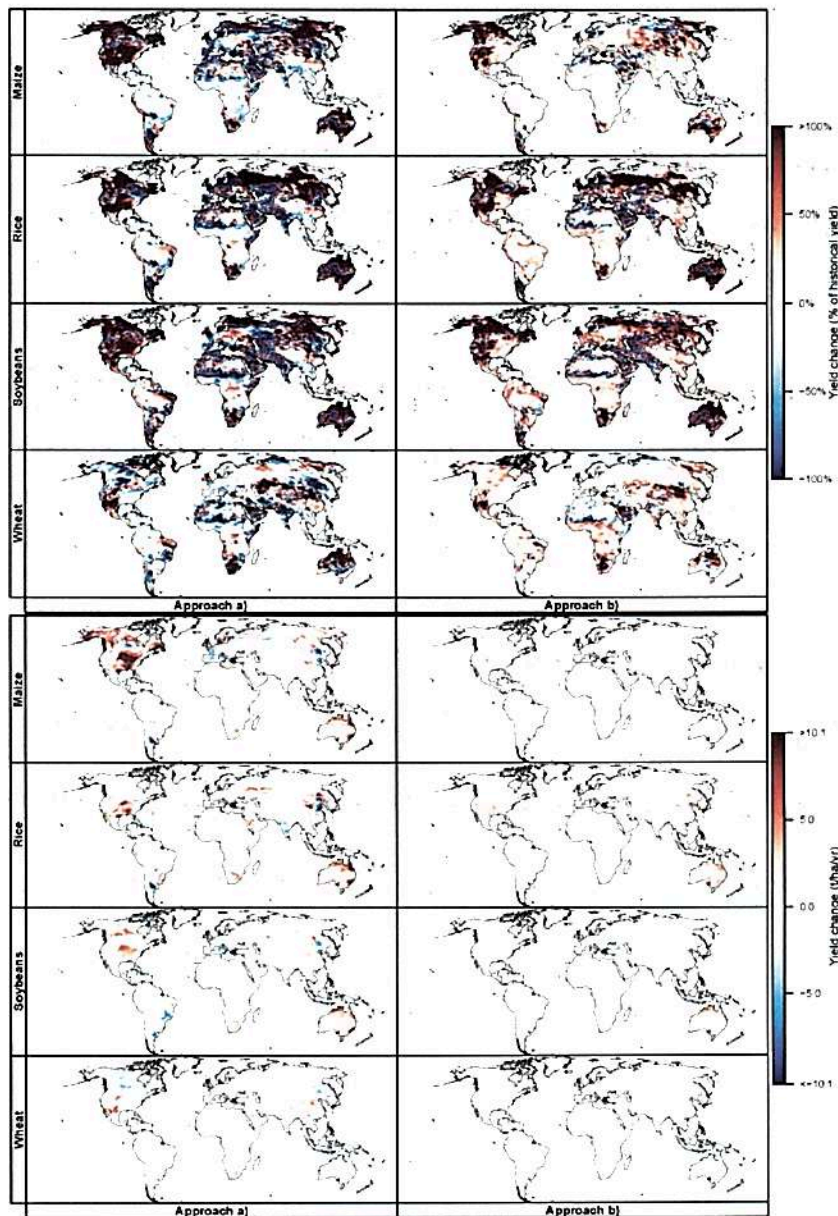 Maize
Rice
Soybeans
Wheat
Approach a)
Approach b)
>100%
50%
0%
−50%
<−100%
Yield change (% of historical yield)
Maize
Rice
Soybeans
Wheat
Approach a)
Approach b)
>10.1
5.0
0.0
−5.0
<−10.1
Yield change (t/ha/yr)